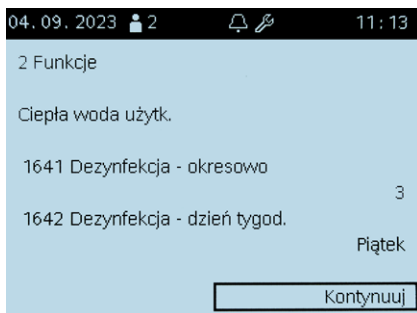 04.09.2023 2 11:13
2 Funkcje
Ciepła woda użytk.
1641 Dezynfekcja - okresowo
3
1642 Dezynfekcja - dzień tygod.
Piątek
Kontynuuj